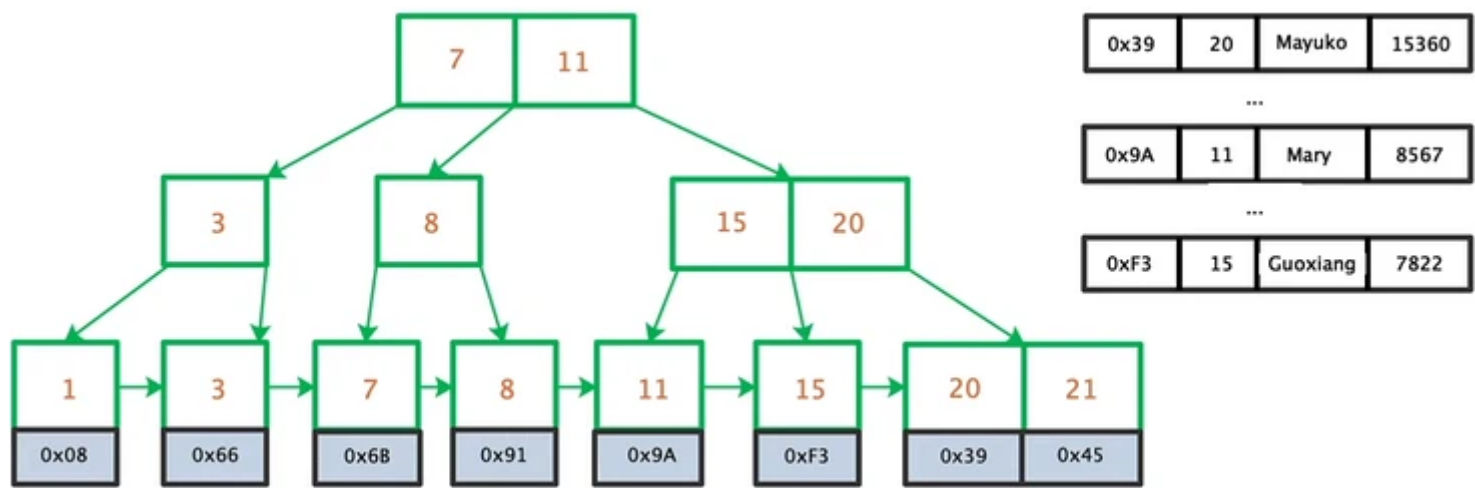 7 11
3 8 15 20
1 3 7 8 11 15 20 21
0x08 0x66 0x6B 0x91 0x9A 0xF3 0x39 0x45
0x39 20 Mayuko 15360
...
0x9A 11 Mary 8567
...
0xF3 15 Guoxiang 7822